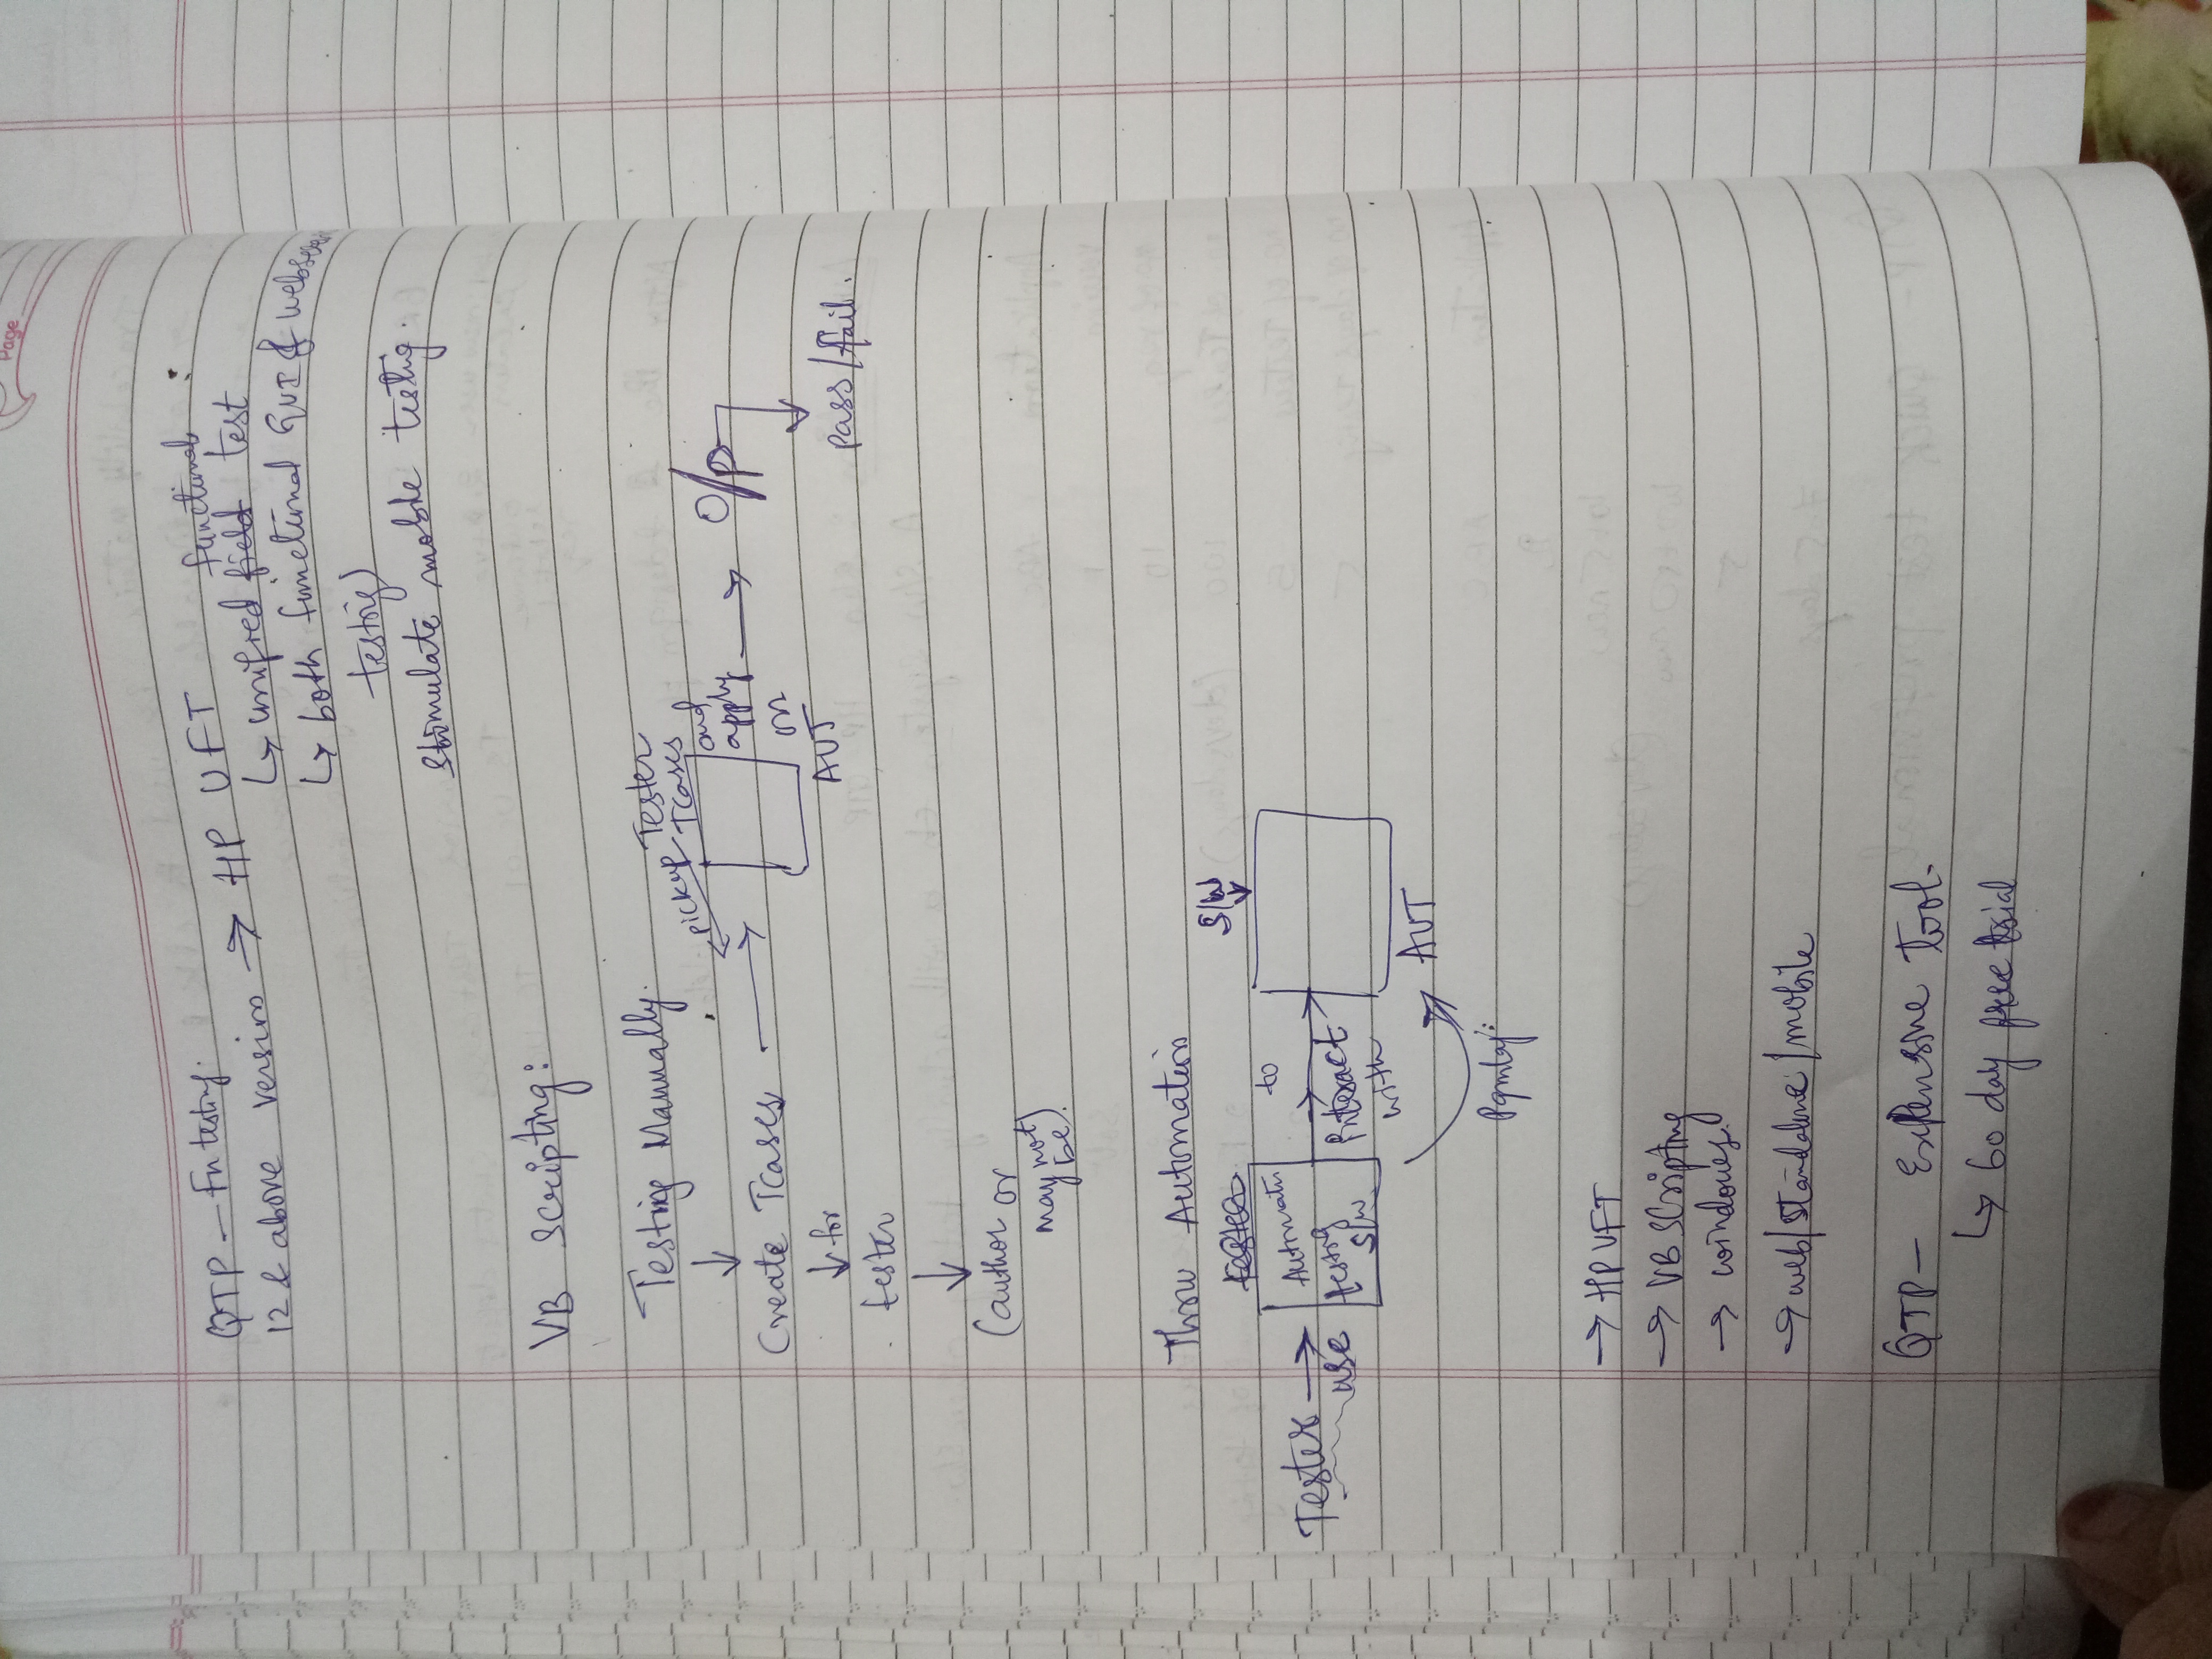 Page
QTP - Fn testing.
12 & above version → HP UFT
functional
↳ unified field test
↳ both functional GUI &
testing)
stimulate mobile testing.
VB Scripting:
Testing Manually.
Tester
↓
pickup TCases
Create TCases → and apply → O/P
on
AUT
pass/fail.
↓ for
tester
↓
(author or
may not
be).
Throw Automation
S/w
↓
tester
to
Tester → use
Automatn
testing
S/w
→ Interact
with
AUT
→ HP UFT
→ VB Scripting
→ windows.
→ web/standalone/mobile
QTP - Expensive tool.
↳ 60 day free trial